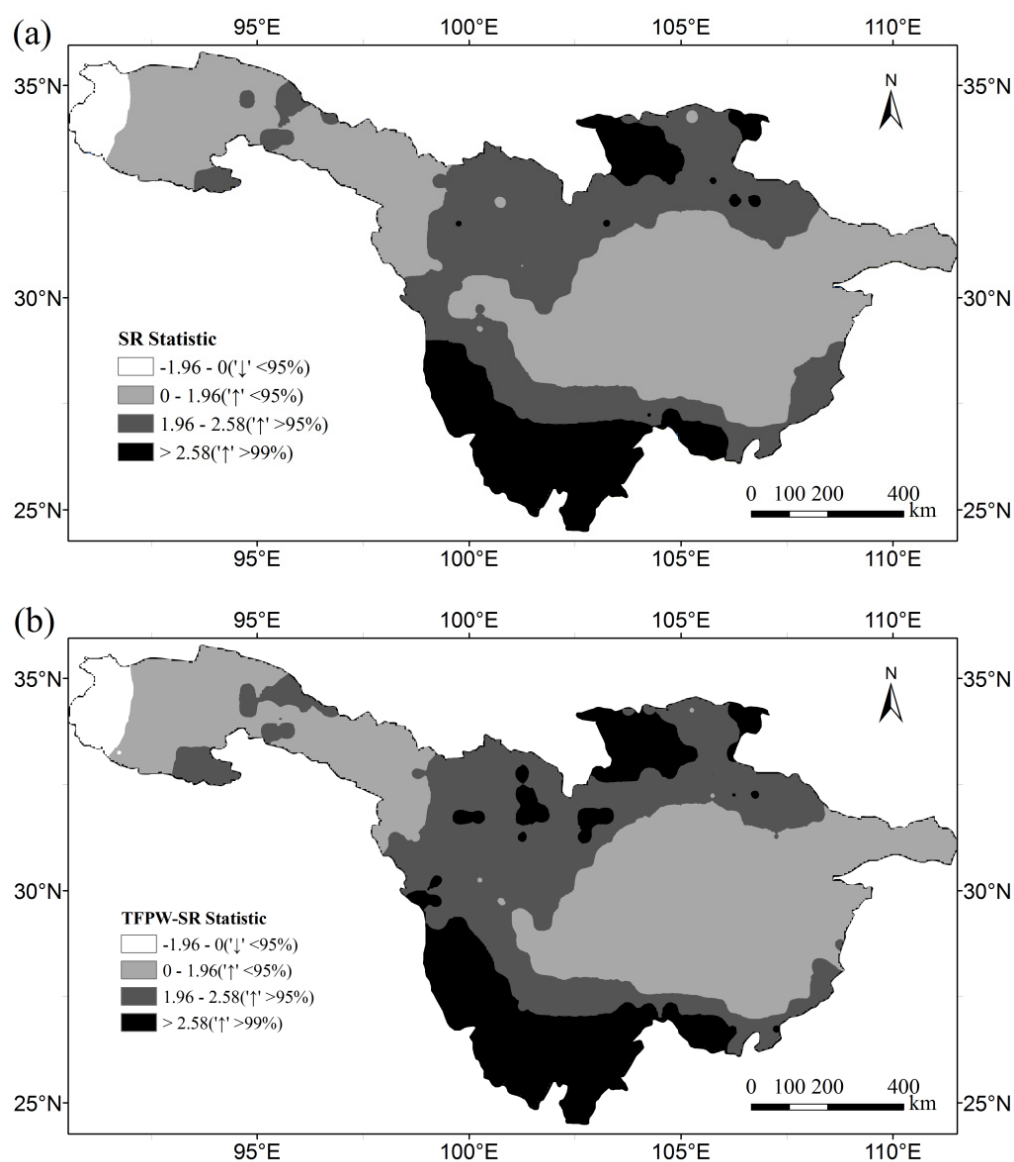 (a)
95°E 100°E 105°E 110°E
35°N 35°N
N
30°N 30°N
SR Statistic
-1.96 - 0('↓' <95%)
0 - 1.96('↑' <95%)
1.96 - 2.58('↑' >95%)
> 2.58('↑' >99%)
0 100 200 400
km
25°N 25°N
95°E 100°E 105°E 110°E
(b)
95°E 100°E 105°E 110°E
35°N 35°N
N
30°N 30°N
TFPW-SR Statistic
-1.96 - 0('↓' <95%)
0 - 1.96('↑' <95%)
1.96 - 2.58('↑' >95%)
> 2.58('↑' >99%)
0 100 200 400
km
25°N 25°N
95°E 100°E 105°E 110°E